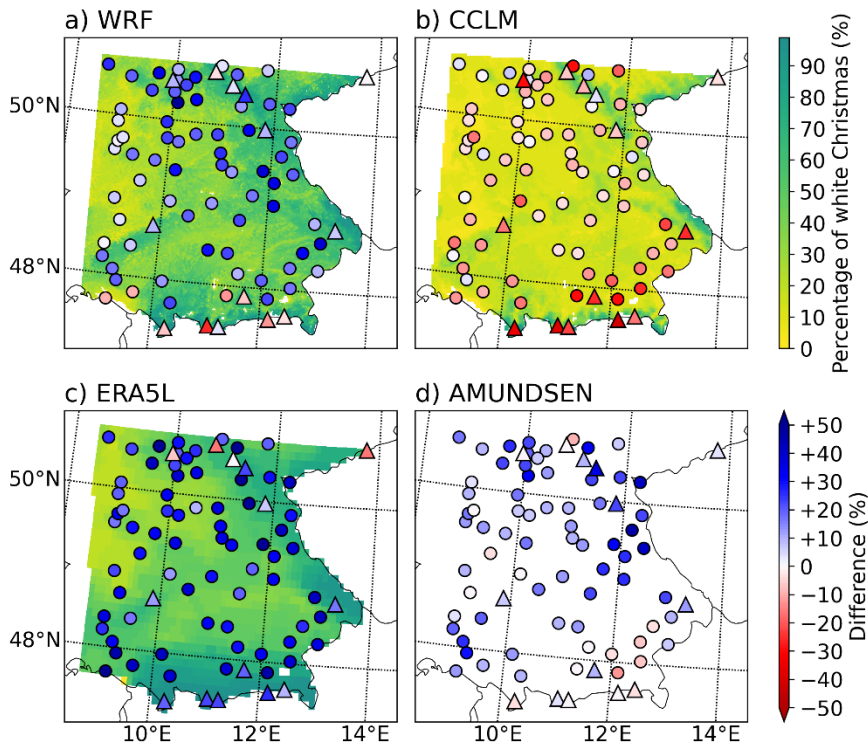 a) WRF
b) CCLM
50°N
48°N
90
80
70
60
50
40
30
20
10
0
Percentage of white Christmas (%)
c) ERA5L
d) AMUNDSEN
50°N
48°N
10°E
12°E
14°E
10°E
12°E
14°E
+50
+40
+30
+20
+10
0
−10
−20
−30
−40
−50
Difference (%)